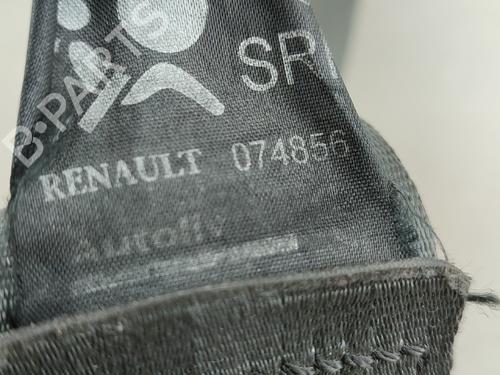 SR
RENAULT 074856
Autoliv
B-PARTS